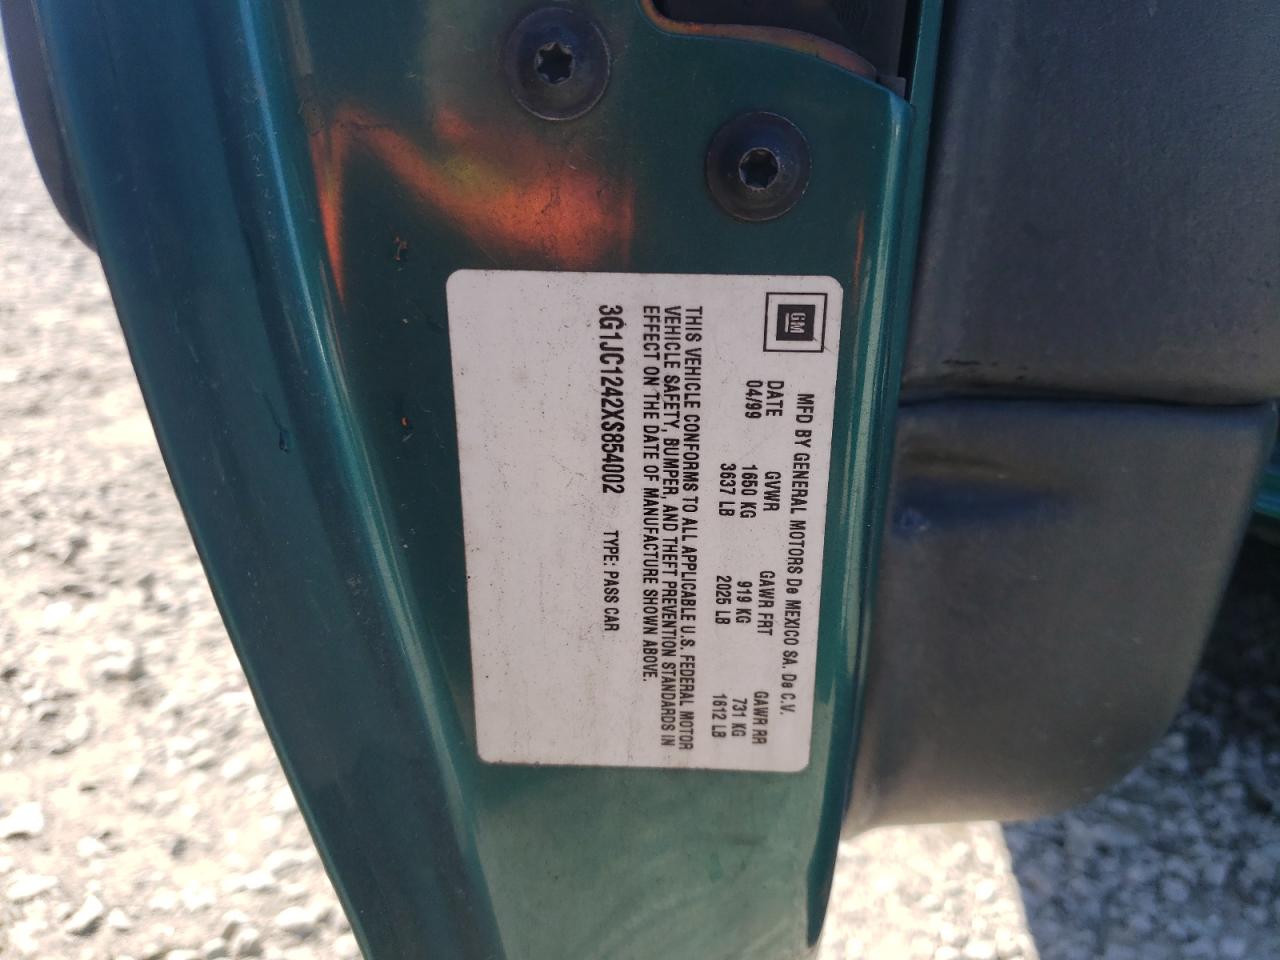 GM
MFD BY GENERAL MOTORS De MEXICO SA. De C.V.
DATE GVWR GAWR FRT GAWR RR
04/99 1650 KG 919 KG 731 KG
3637 LB 2025 LB 1612 LB
THIS VEHICLE CONFORMS TO ALL APPLICABLE U.S. FEDERAL MOTOR
VEHICLE SAFETY, BUMPER, AND THEFT PREVENTION STANDARDS IN
EFFECT ON THE DATE OF MANUFACTURE SHOWN ABOVE.
3G1JC1242XS854002 TYPE: PASS CAR